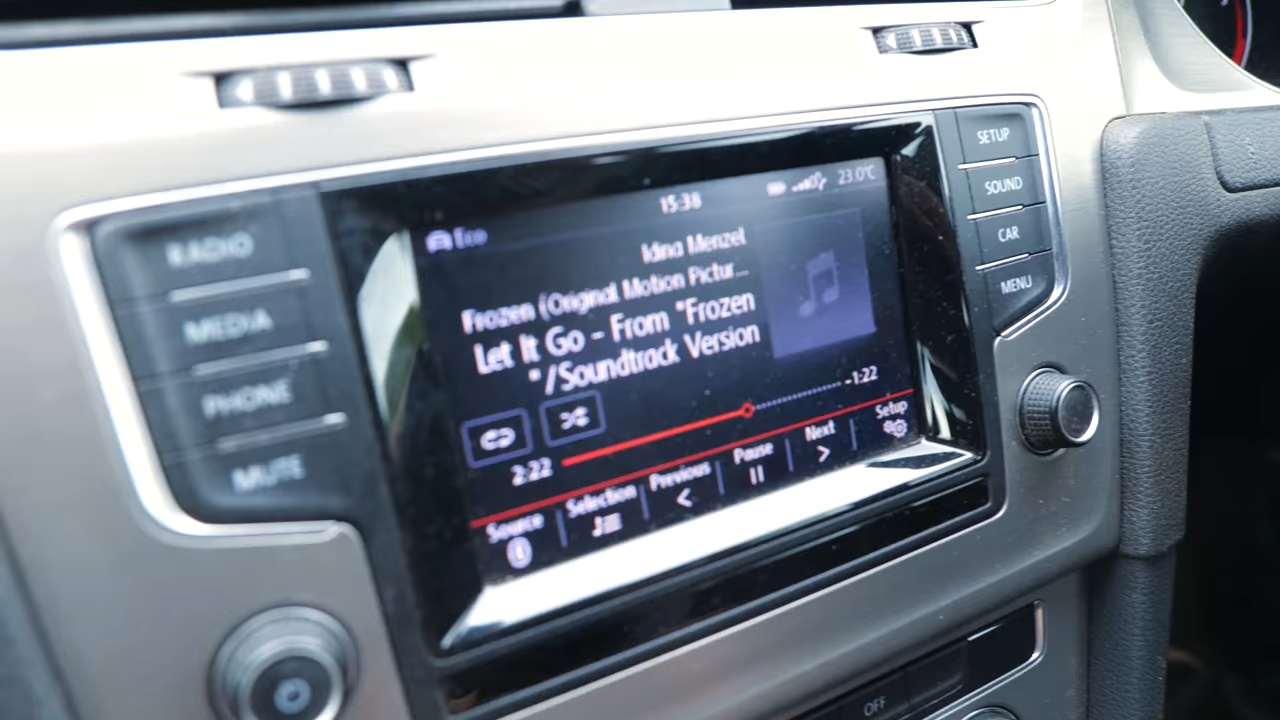 RADIO
MEDIA
PHONE
MUTE
Eco
15:38
23.0°C
Idina Menzel
Frozen (Original Motion Pictur...
Let It Go - From "Frozen
"/Soundtrack Version
2:22
-1:22
Source
Selection
Previous
Pause
Next
Setup
SETUP
SOUND
CAR
MENU
OFF